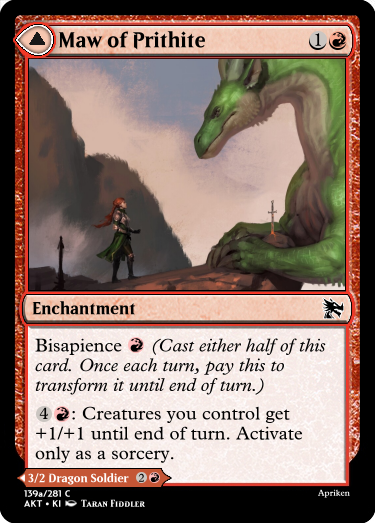 Maw of Prithite 1
Enchantment
Bisapience (Cast either half of this
card. Once each turn, pay this to
transform it until end of turn.)
4 : Creatures you control get
+1/+1 until end of turn. Activate
only as a sorcery.
3/2 Dragon Soldier 2
139a/281 C
Apriken
AKT • KI Taran Fiddler